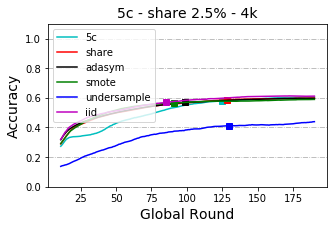 5c - share 2.5% - 4k
1.0
0.8
0.6
0.4
0.2
0.0
Accuracy
5c
share
adasym
smote
undersample
iid
25
50
75
100
125
150
175
Global Round